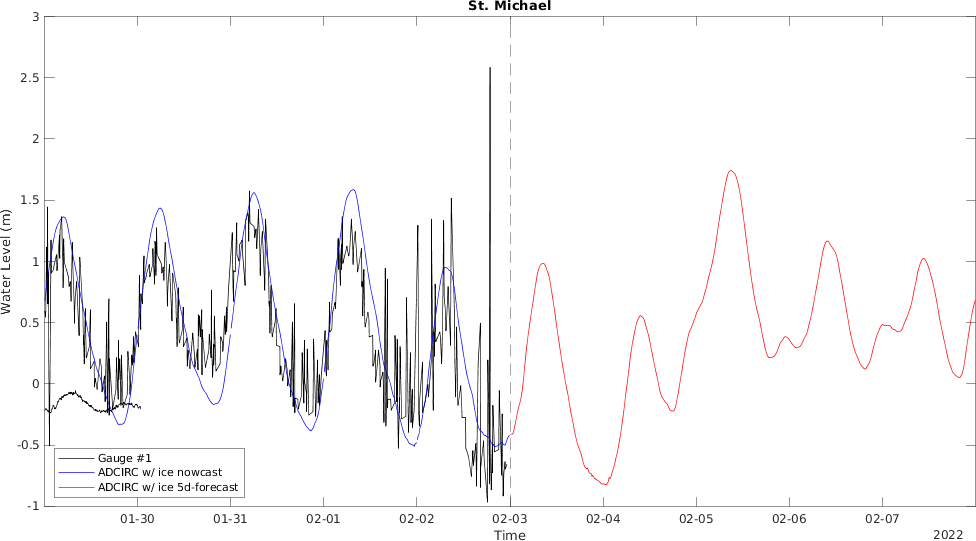 St. Michael
3
2.5
2
1.5
1
0.5
0
-0.5
-1
Water Level (m)
Gauge #1
ADCIRC w/ ice nowcast
ADCIRC w/ ice 5d-forecast
01-30 01-31 02-01 02-02 02-03 02-04 02-05 02-06 02-07
Time
2022